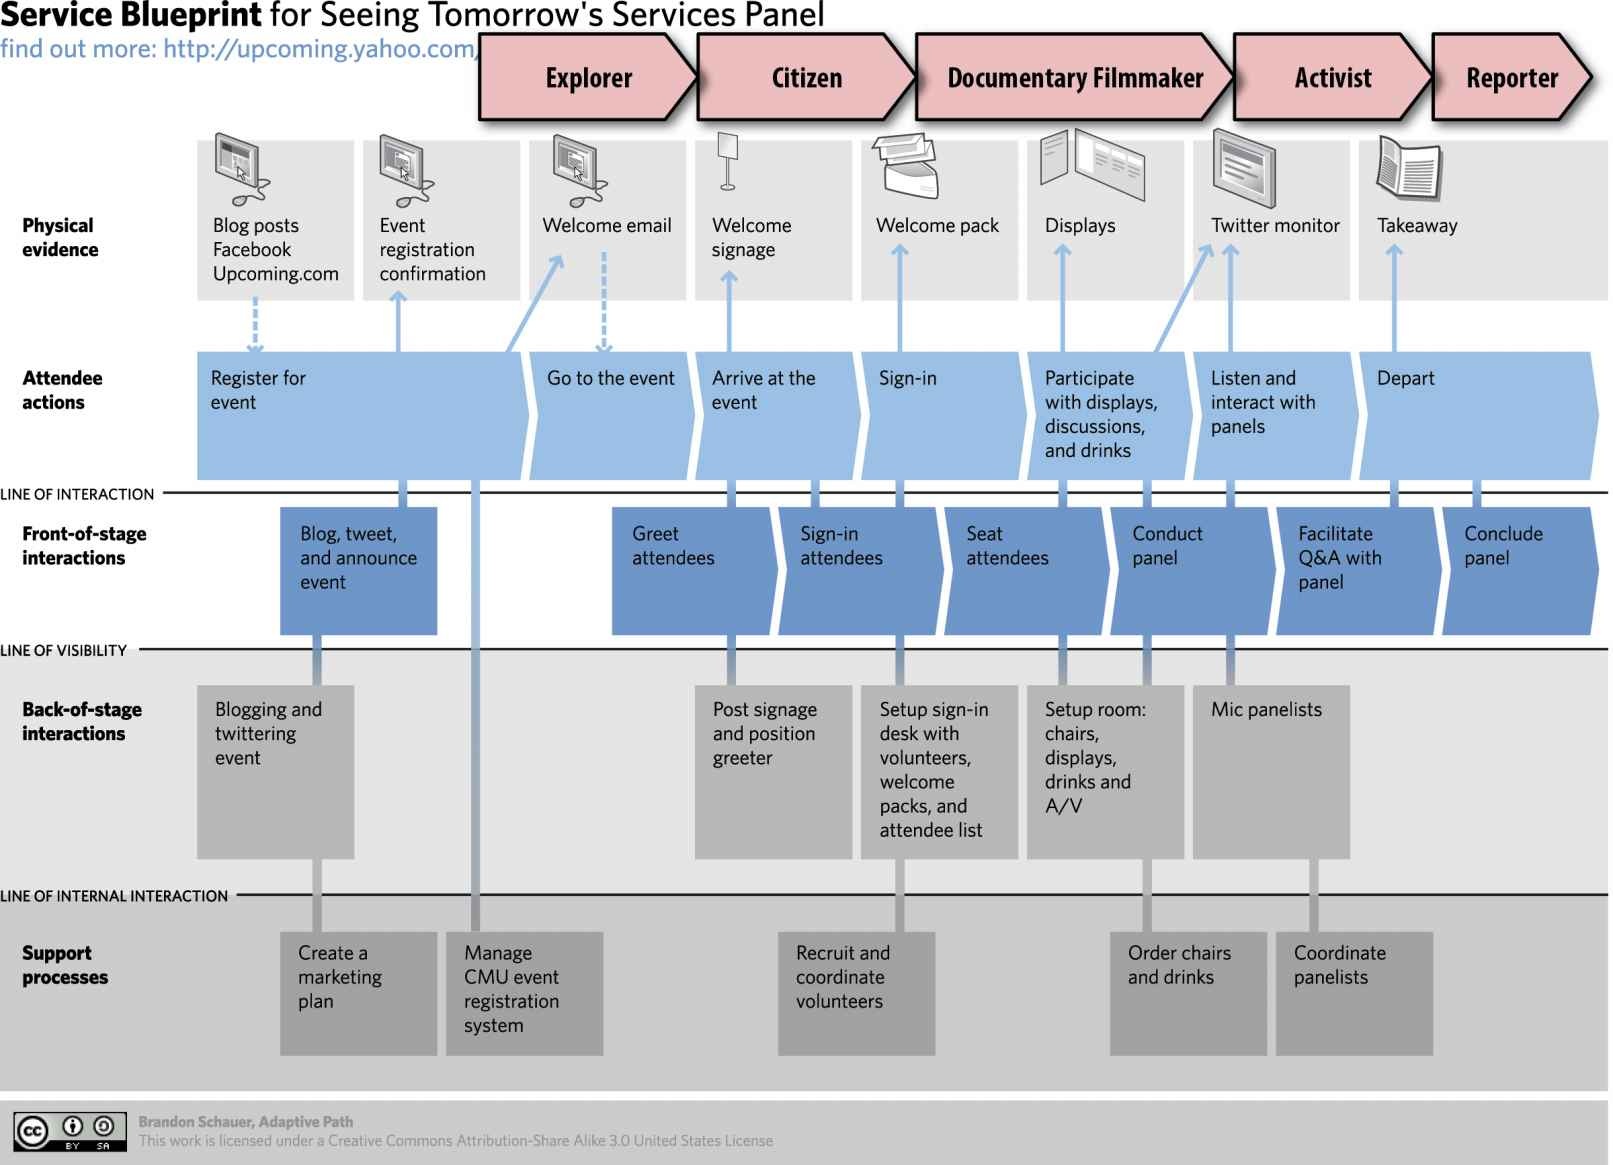 Service Blueprint for Seeing Tomorrow's Services Panel
find out more: http://upcoming.yahoo.com/
Explorer
Citizen
Documentary Filmmaker
Activist
Reporter
Physical
evidence
Blog posts
Facebook
Upcoming.com
Event
registration
confirmation
Welcome email
Welcome
signage
Welcome pack
Displays
Twitter monitor
Takeaway
Attendee
actions
Register for
event
Go to the event
Arrive at the
event
Sign-in
Participate
with displays,
discussions,
and drinks
Listen and
interact with
panels
Depart
LINE OF INTERACTION
Front-of-stage
interactions
Blog, tweet,
and announce
event
Greet
attendees
Sign-in
attendees
Seat
attendees
Conduct
panel
Facilitate
Q&A with
panel
Conclude
panel
LINE OF VISIBILITY
Back-of-stage
interactions
Blogging and
twittering
event
Post signage
and position
greeter
Setup sign-in
desk with
volunteers,
welcome
packs, and
attendee list
Setup room:
chairs,
displays,
drinks and
A/V
Mic panelists
LINE OF INTERNAL INTERACTION
Support
processes
Create a
marketing
plan
Manage
CMU event
registration
system
Recruit and
coordinate
volunteers
Order chairs
and drinks
Coordinate
panelists
cc
BY SA
Brandon Schauer, Adaptive Path
This work is licensed under a Creative Commons Attribution-Share Alike 3.0 United States License